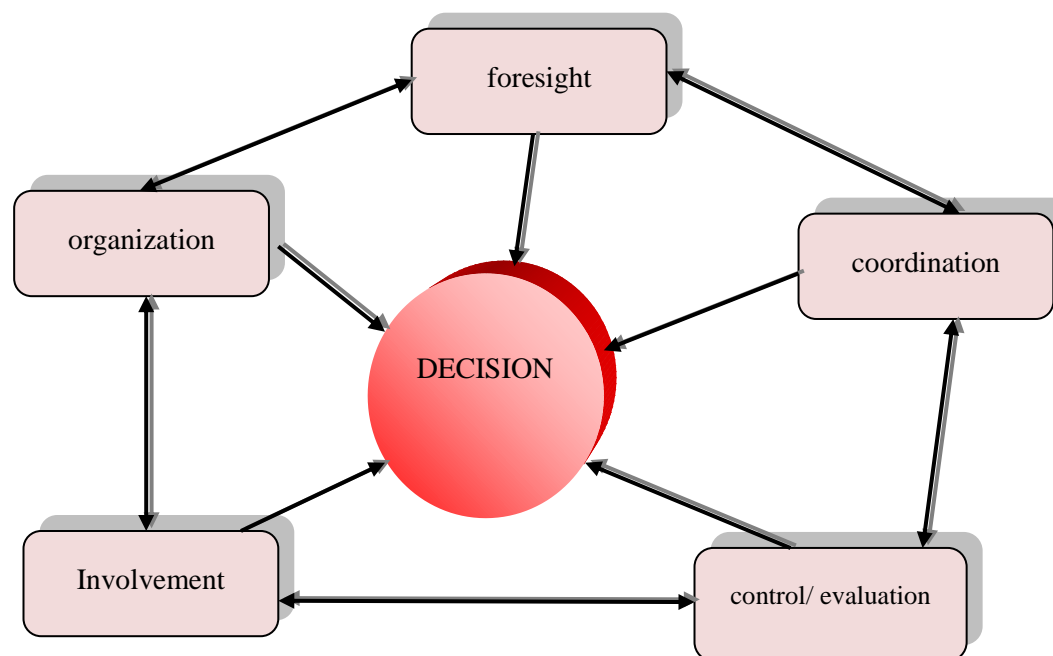 foresight
organization
coordination
DECISION
Involvement
control/ evaluation